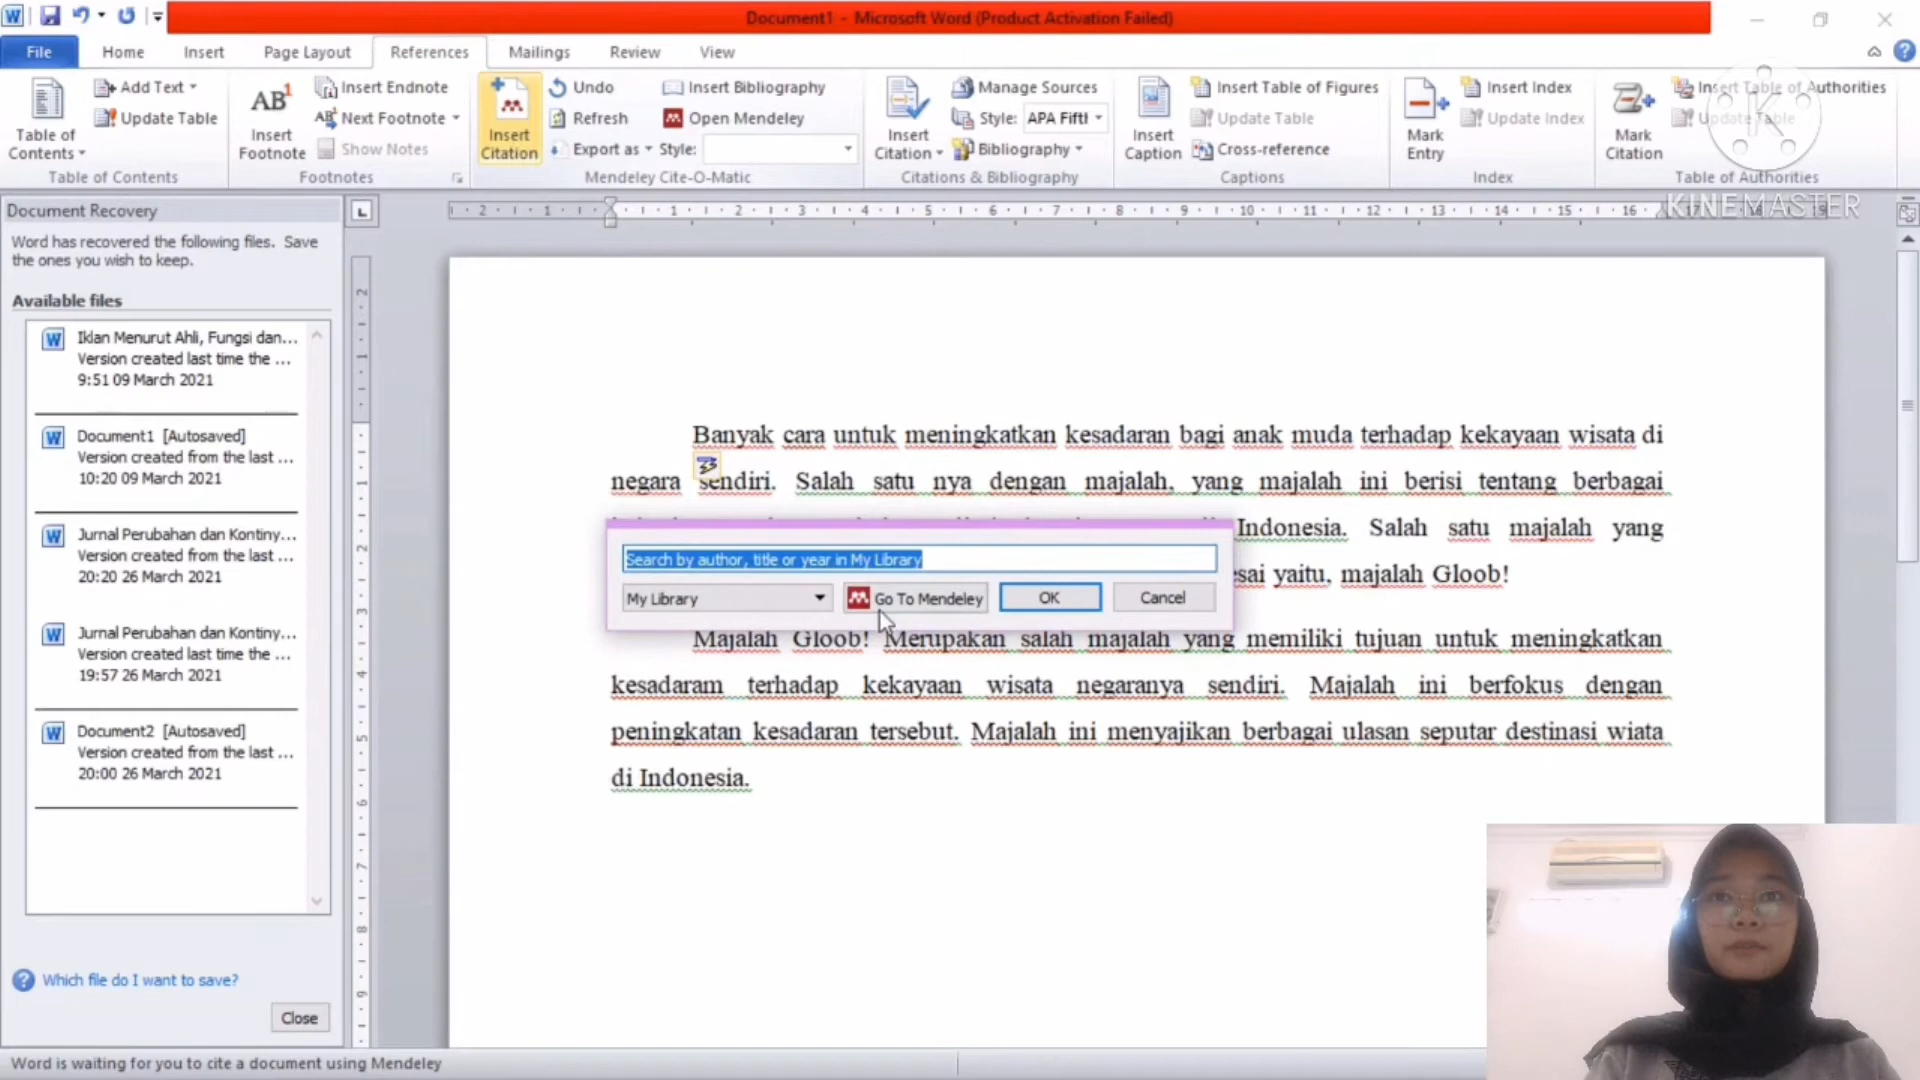 Document1 - Microsoft Word (Product Activation Failed)
File Home Insert Page Layout References Mailings Review View
Table of Contents
Add Text
Update Table
Table of Contents
AB1
Insert Footnote
Insert Endnote
Next Footnote
Show Notes
Footnotes
Insert Citation
Undo
Refresh
Export as
Insert Bibliography
Open Mendeley
Style:
Mendeley Cite-O-Matic
Insert Citation
Manage Sources
Style: APA Fift
Bibliography
Citations & Bibliography
Insert Caption
Insert Table of Figures
Update Table
Cross-reference
Captions
Mark Entry
Insert Index
Update Index
Index
Mark Citation
Insert Table of Authorities
Update Table
Table of Authorities
KINEMASTER
Document Recovery
Word has recovered the following files. Save
the ones you wish to keep.
Available files
Iklan Menurut Ahli, Fungsi dan...
Version created last time the ...
9:51 09 March 2021
Document1 [Autosaved]
Version created from the last ...
10:20 09 March 2021
Jurnal Perubahan dan Kontiny...
Version created from the last ...
20:20 26 March 2021
Jurnal Perubahan dan Kontiny...
Version created last time the ...
19:57 26 March 2021
Document2 [Autosaved]
Version created from the last ...
20:00 26 March 2021
Which file do I want to save?
Close
Banyak cara untuk meningkatkan kesadaran bagi anak muda terhadap kekayaan wisata di
negara sendiri. Salah satu nya dengan majalah, yang majalah ini berisi tentang berbagai
Indonesia. Salah satu majalah yang
esai yaitu, majalah Gloob!
Search by author, title or year in My Library
My Library Go To Mendeley OK Cancel
Majalah Gloob! Merupakan salah majalah yang memiliki tujuan untuk meningkatkan
kesadaram terhadap kekayaan wisata negaranya sendiri. Majalah ini berfokus dengan
peningkatan kesadaran tersebut. Majalah ini menyajikan berbagai ulasan seputar destinasi wiata
di Indonesia.
Word is waiting for you to cite a document using Mendeley